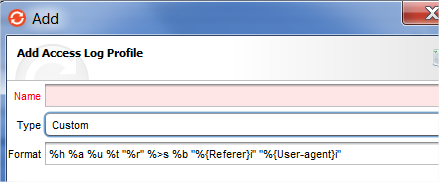 Add
Add Access Log Profile
Name
Type Custom
Format %h %a %u %t "%r" %>s %b "%{Referer}i" "%{User-agent}i"